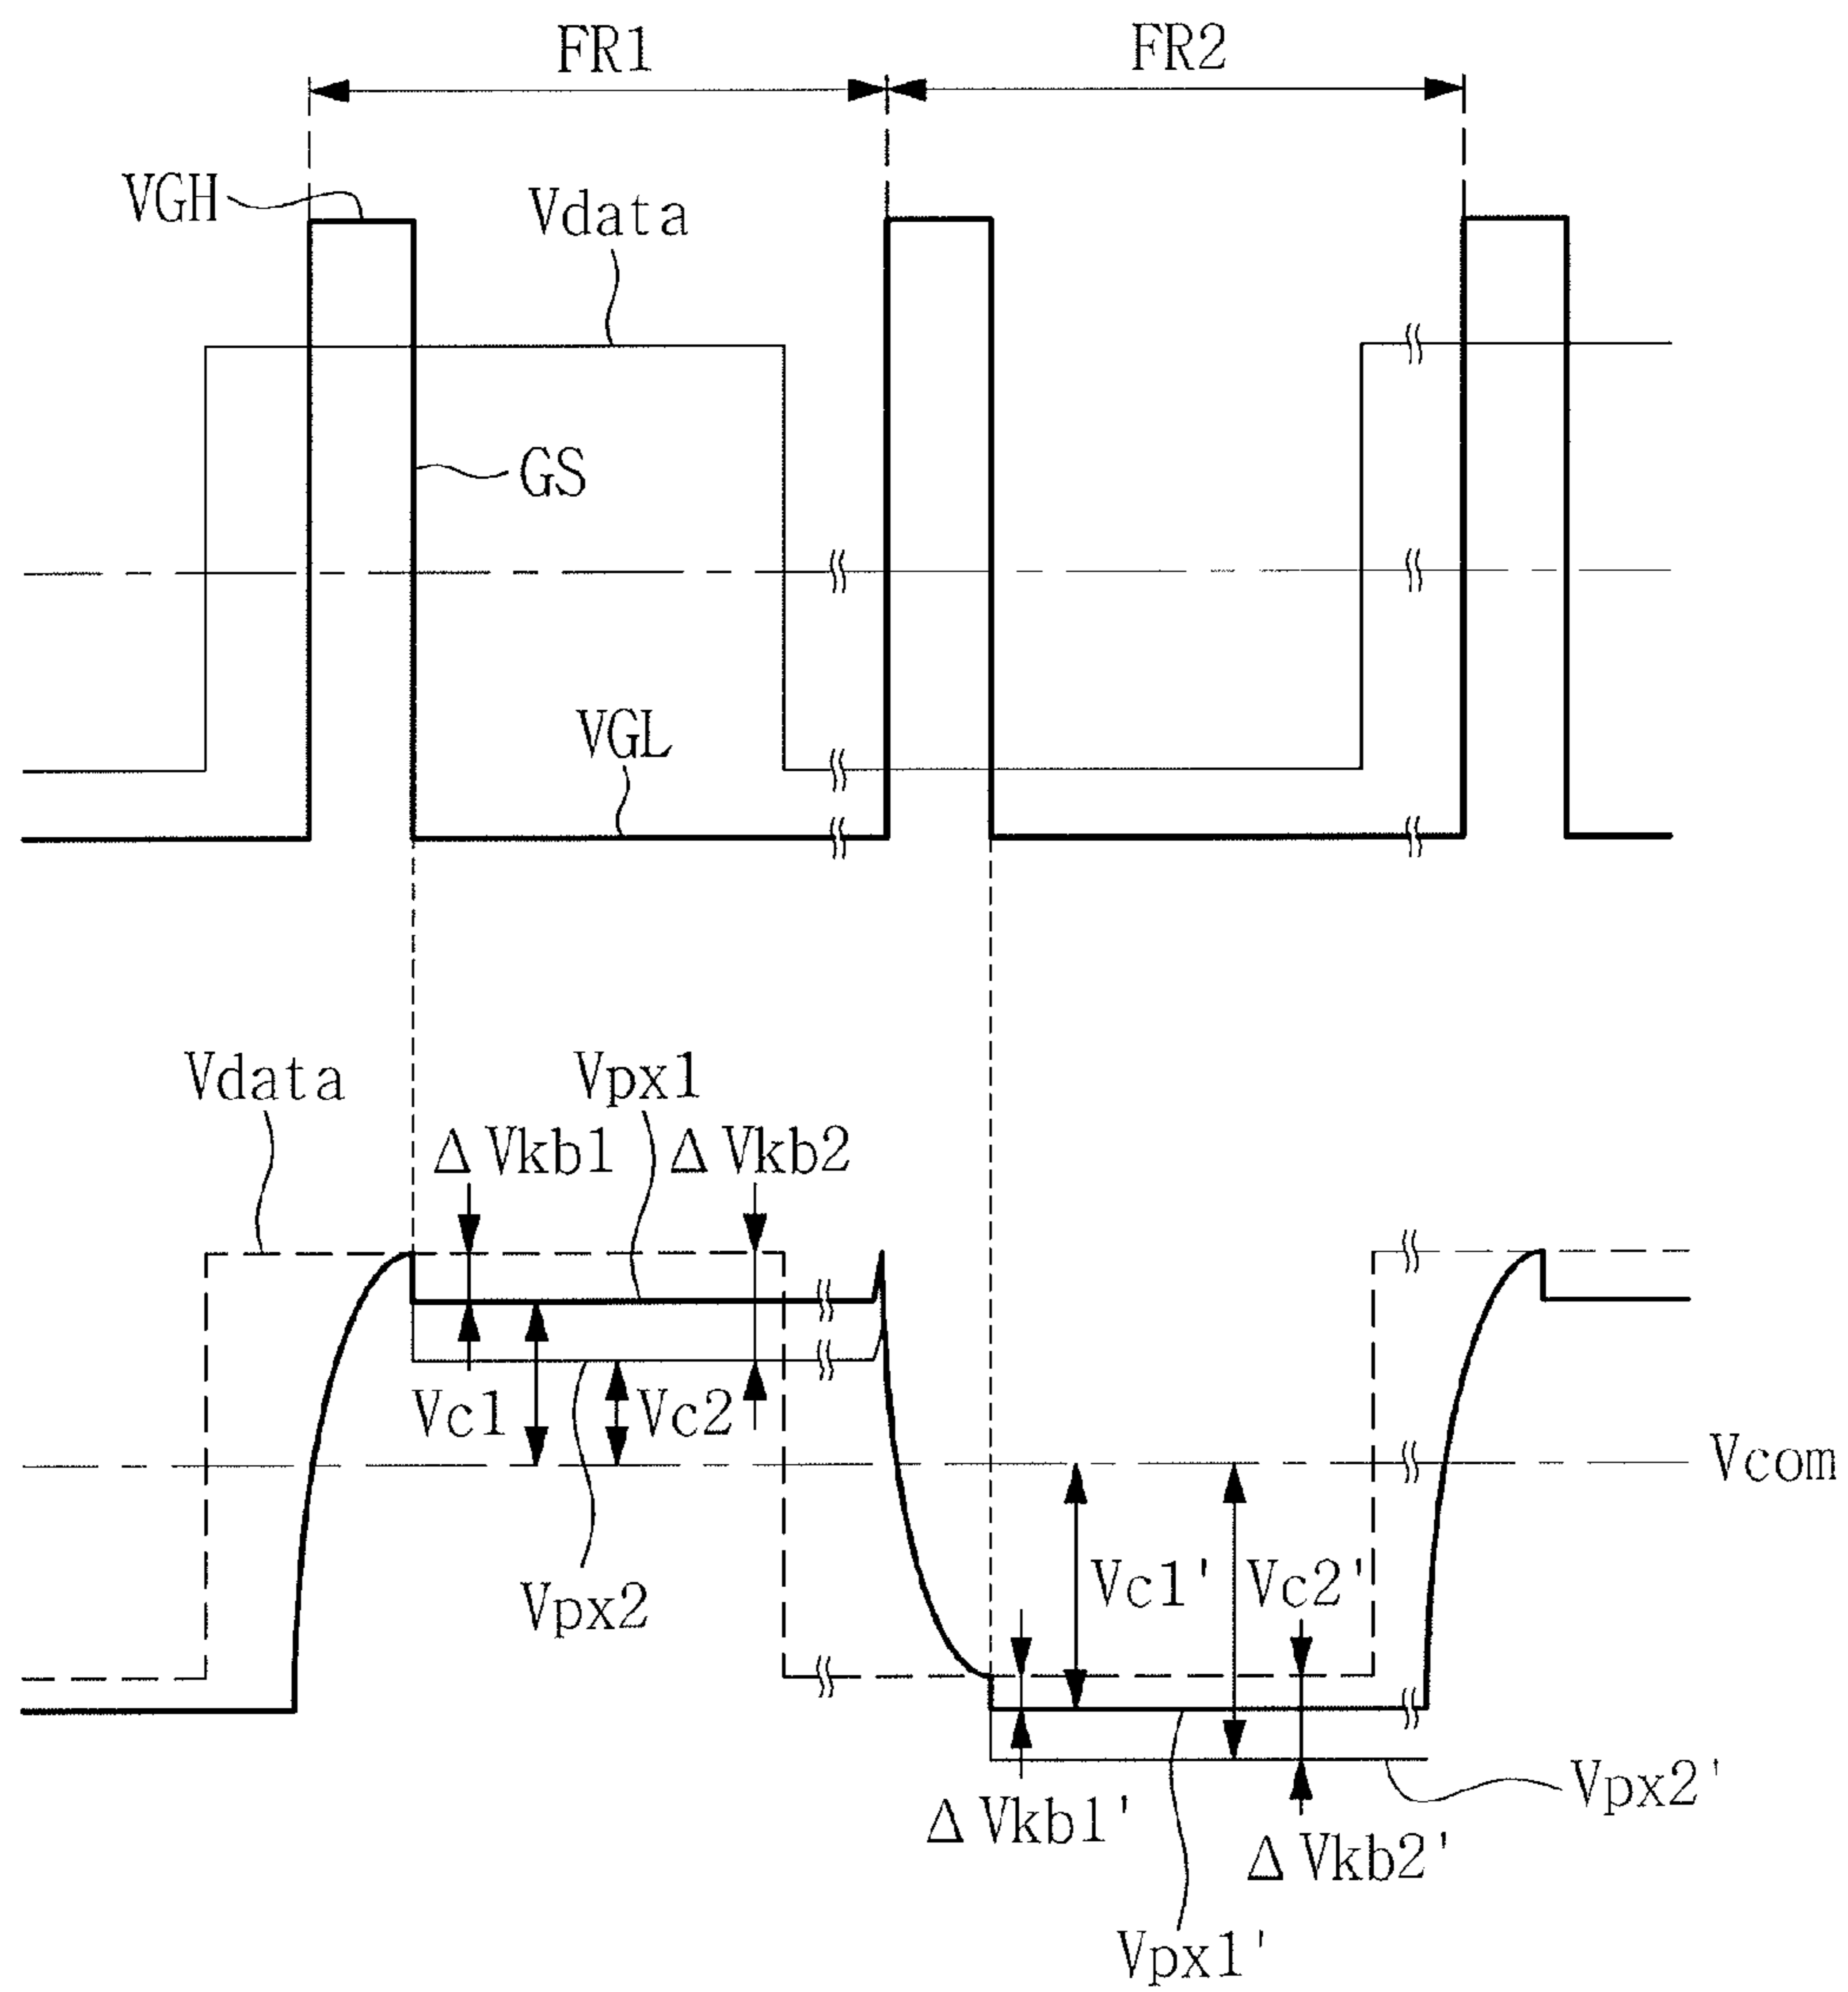 FR1
FR2
VGH
Vdata
GS
VGL
Vdata
Vpx1
ΔVkb1
ΔVkb2
Vc1
Vc2
Vcom
Vpx2
Vc1'
Vc2'
Vpx2'
ΔVkb1'
ΔVkb2'
Vpx1'